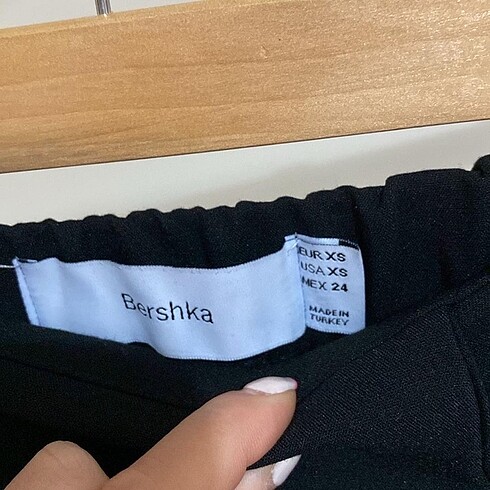 Bershka
EUR XS
USA XS
MEX 24
MADE IN
TURKEY